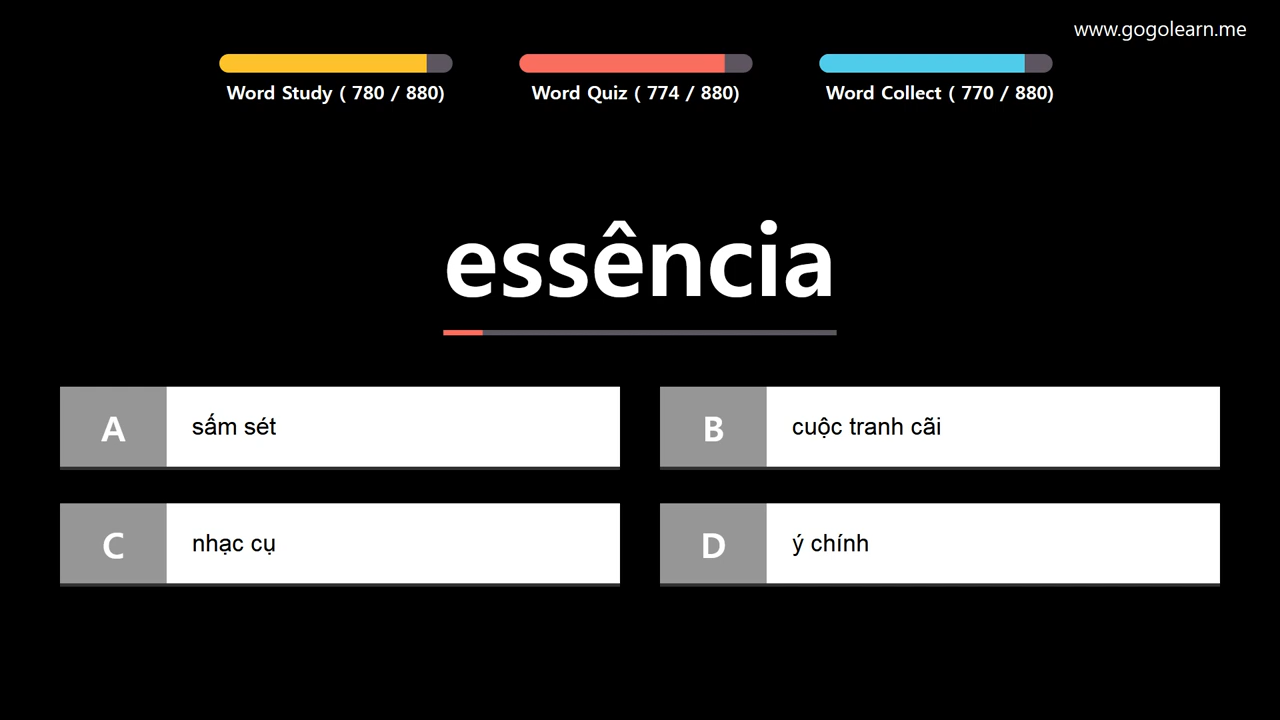 www.gogolearn.me
Word Study ( 780 / 880)
Word Quiz ( 774 / 880)
Word Collect ( 770 / 880)
essência
A
sấm sét
B
cuộc tranh cãi
C
nhạc cụ
D
ý chính